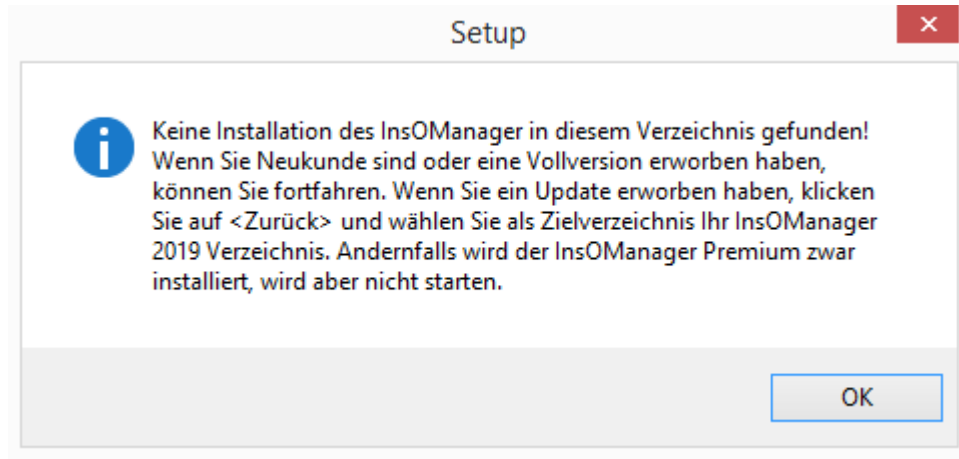 Setup
Keine Installation des InsOManager in diesem Verzeichnis gefunden!
Wenn Sie Neukunde sind oder eine Vollversion erworben haben,
können Sie fortfahren. Wenn Sie ein Update erworben haben, klicken
Sie auf <Zurück> und wählen Sie als Zielverzeichnis Ihr InsOManager
2019 Verzeichnis. Andernfalls wird der InsOManager Premium zwar
installiert, wird aber nicht starten.
OK